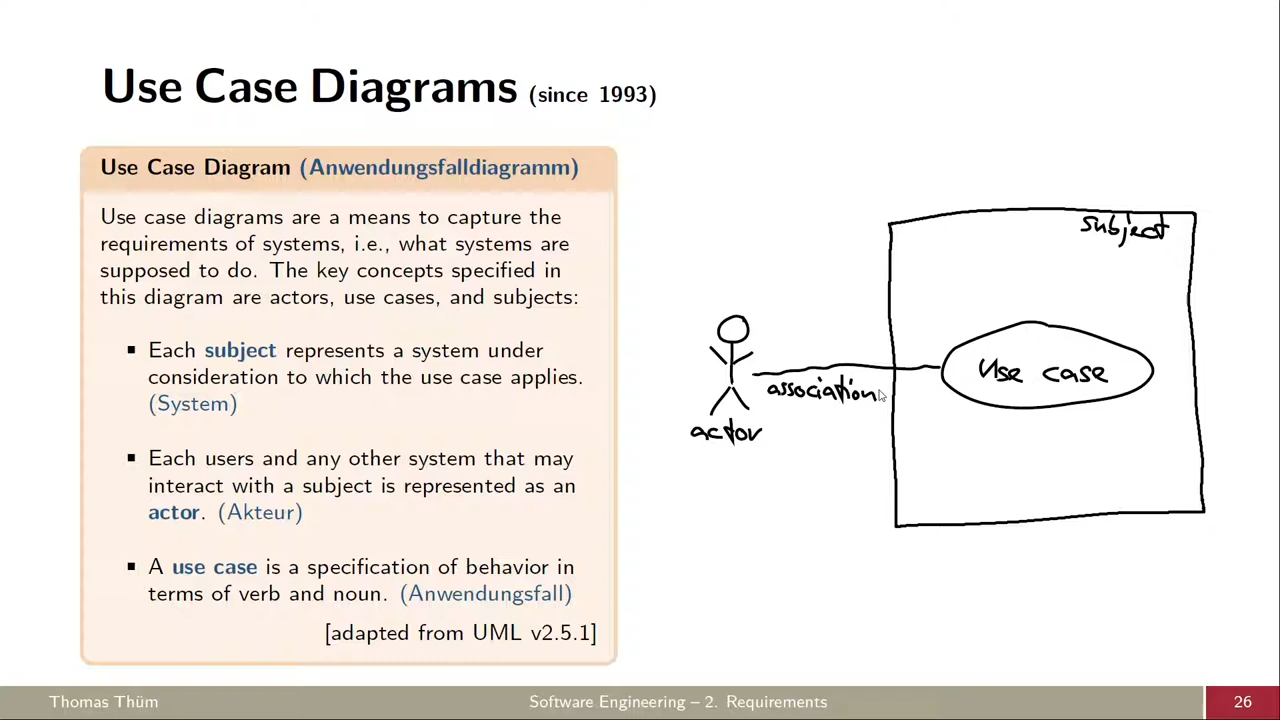 Use Case Diagrams (since 1993)
Use Case Diagram (Anwendungsfalldiagramm)
Use case diagrams are a means to capture the
requirements of systems, i.e., what systems are
supposed to do. The key concepts specified in
this diagram are actors, use cases, and subjects:
▪ Each subject represents a system under
consideration to which the use case applies.
(System)
▪ Each users and any other system that may
interact with a subject is represented as an
actor. (Akteur)
▪ A use case is a specification of behavior in
terms of verb and noun. (Anwendungsfall)
[adapted from UML v2.5.1]
subject
use case
association
actor
Thomas Thüm
Software Engineering – 2. Requirements
26